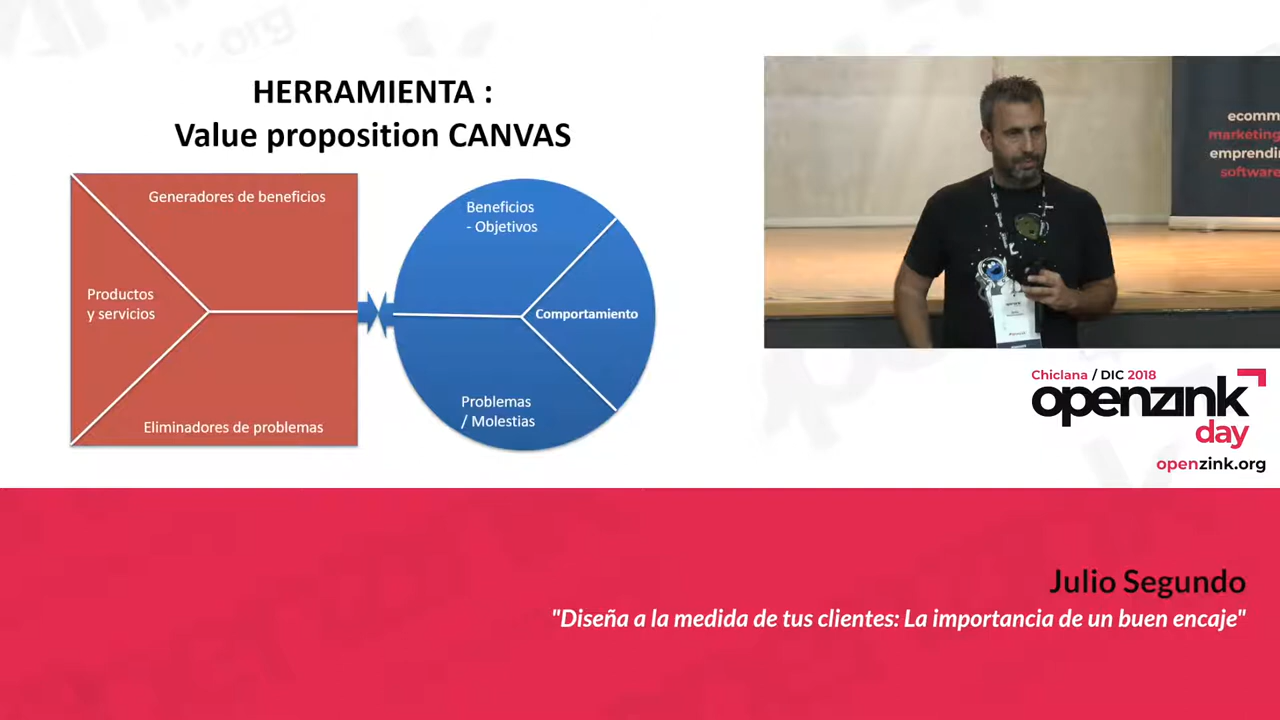 HERRAMIENTA :
Value proposition CANVAS
Generadores de beneficios
Productos
y servicios
Eliminadores de problemas
Beneficios
- Objetivos
Comportamiento
Problemas
/ Molestias
ecomm
marketing
emprendi
software
Chiclana / DIC 2018
openzink
day
openzink.org
Julio Segundo
"Diseña a la medida de tus clientes: La importancia de un buen encaje"